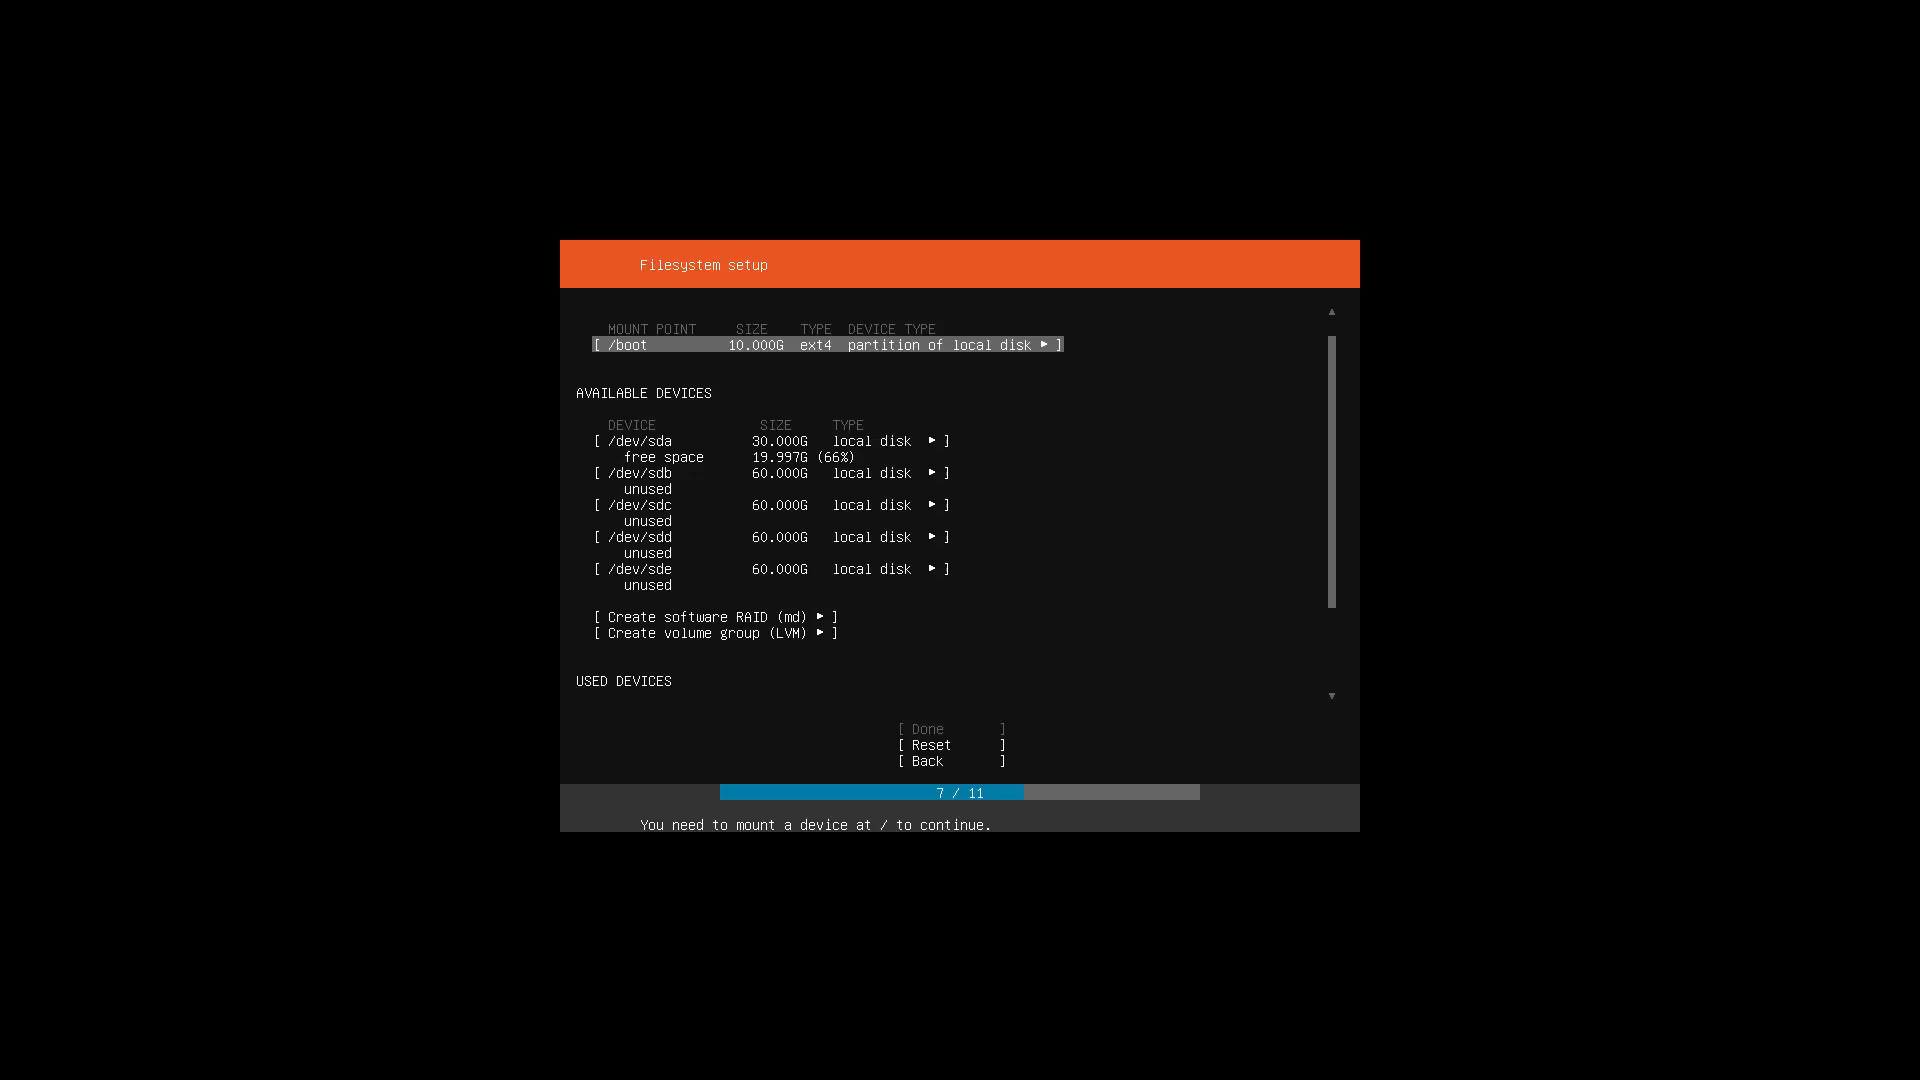 Filesystem setup
MOUNT POINT SIZE TYPE DEVICE TYPE
[ /boot 10.000G ext4 partition of local disk ▸ ]
AVAILABLE DEVICES
DEVICE SIZE TYPE
[ /dev/sda 30.000G local disk ▸ ]
free space 19.997G (66%)
[ /dev/sdb 60.000G local disk ▸ ]
unused
[ /dev/sdc 60.000G local disk ▸ ]
unused
[ /dev/sdd 60.000G local disk ▸ ]
unused
[ /dev/sde 60.000G local disk ▸ ]
unused
[ Create software RAID (md) ▸ ]
[ Create volume group (LVM) ▸ ]
USED DEVICES
[ Done ]
[ Reset ]
[ Back ]
7 / 11
You need to mount a device at / to continue.